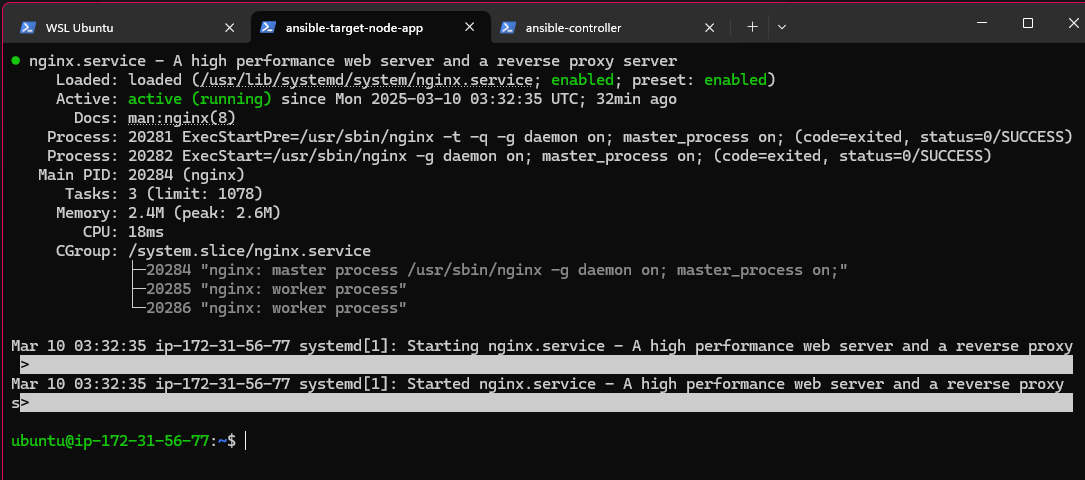 WSL Ubuntu
ansible-target-node-app
ansible-controller
● nginx.service - A high performance web server and a reverse proxy server
Loaded: loaded (/usr/lib/systemd/system/nginx.service; enabled; preset: enabled)
Active: active (running) since Mon 2025-03-10 03:32:35 UTC; 32min ago
Docs: man:nginx(8)
Process: 20281 ExecStartPre=/usr/sbin/nginx -t -q -g daemon on; master_process on; (code=exited, status=0/SUCCESS)
Process: 20282 ExecStart=/usr/sbin/nginx -g daemon on; master_process on; (code=exited, status=0/SUCCESS)
Main PID: 20284 (nginx)
Tasks: 3 (limit: 1078)
Memory: 2.4M (peak: 2.6M)
CPU: 18ms
CGroup: /system.slice/nginx.service
├─20284 "nginx: master process /usr/sbin/nginx -g daemon on; master_process on;"
├─20285 "nginx: worker process"
└─20286 "nginx: worker process"
Mar 10 03:32:35 ip-172-31-56-77 systemd[1]: Starting nginx.service - A high performance web server and a reverse proxy
>
Mar 10 03:32:35 ip-172-31-56-77 systemd[1]: Started nginx.service - A high performance web server and a reverse proxy
s>
ubuntu@ip-172-31-56-77:~$